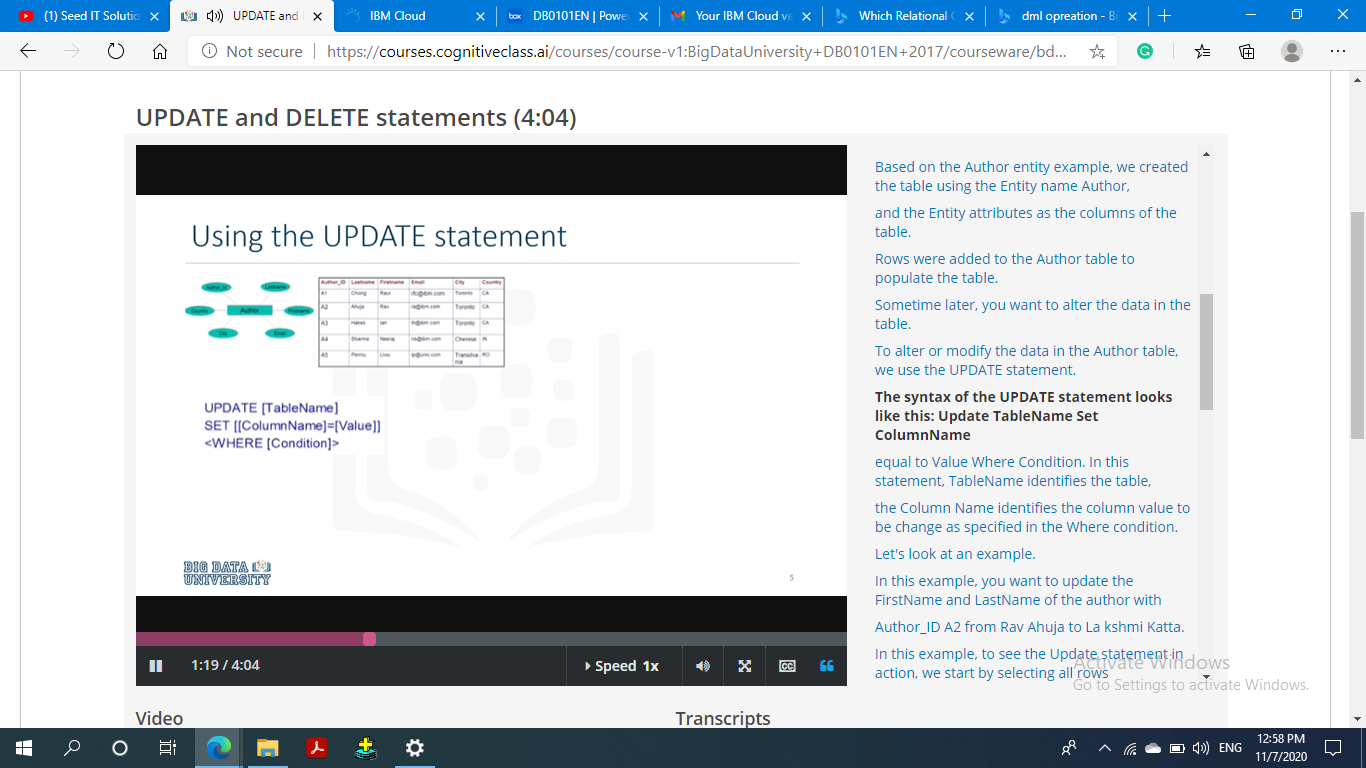 (1) Seed IT Solutio
UPDATE and
IBM Cloud
box
DB0101EN | Powe
Your IBM Cloud ve
Which Relational
dml opreation - Bi
Not secure
https://courses.cognitiveclass.ai/courses/course-v1:BigDataUniversity+DB0101EN+2017/courseware/bd...
UPDATE and DELETE statements (4:04)
Using the UPDATE statement
Author_Id
Lastname
Country
Author
Firstname
City
Email
Author_ID Lastname Firstname Email City Country
A1 Chong Raul rfc@ibm.com Toronto CA
A2 Ahuja Rav ra@ibm.com Toronto CA
A3 Hakes Ian ih@ibm.com Toronto CA
A4 Sharma Neeraj ns@ibm.com Chennai IN
A5 Perniu Liviu lp@univ.com Transilvania RO
UPDATE [TableName]
SET [[ColumnName]=[Value]]
<WHERE [Condition]>
BIG DATA
UNIVERSITY
5
1:19 / 4:04
Speed 1x
CC
Based on the Author entity example, we created
the table using the Entity name Author,
and the Entity attributes as the columns of the
table.
Rows were added to the Author table to
populate the table.
Sometime later, you want to alter the data in the
table.
To alter or modify the data in the Author table,
we use the UPDATE statement.
The syntax of the UPDATE statement looks
like this: Update TableName Set
ColumnName
equal to Value Where Condition. In this
statement, TableName identifies the table,
the Column Name identifies the column value to
be change as specified in the Where condition.
Let's look at an example.
In this example, you want to update the
FirstName and LastName of the author with
Author_ID A2 from Rav Ahuja to La kshmi Katta.
In this example, to see the Update statement in
action, we start by selecting all rows
Activate Windows
Go to Settings to activate Windows.
Video
Transcripts
ENG
12:58 PM
11/7/2020